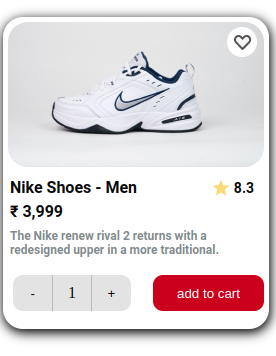 Nike Shoes - Men
8.3
₹ 3,999
The Nike renew rival 2 returns with a
redesigned upper in a more traditional.
- 1 +
add to cart